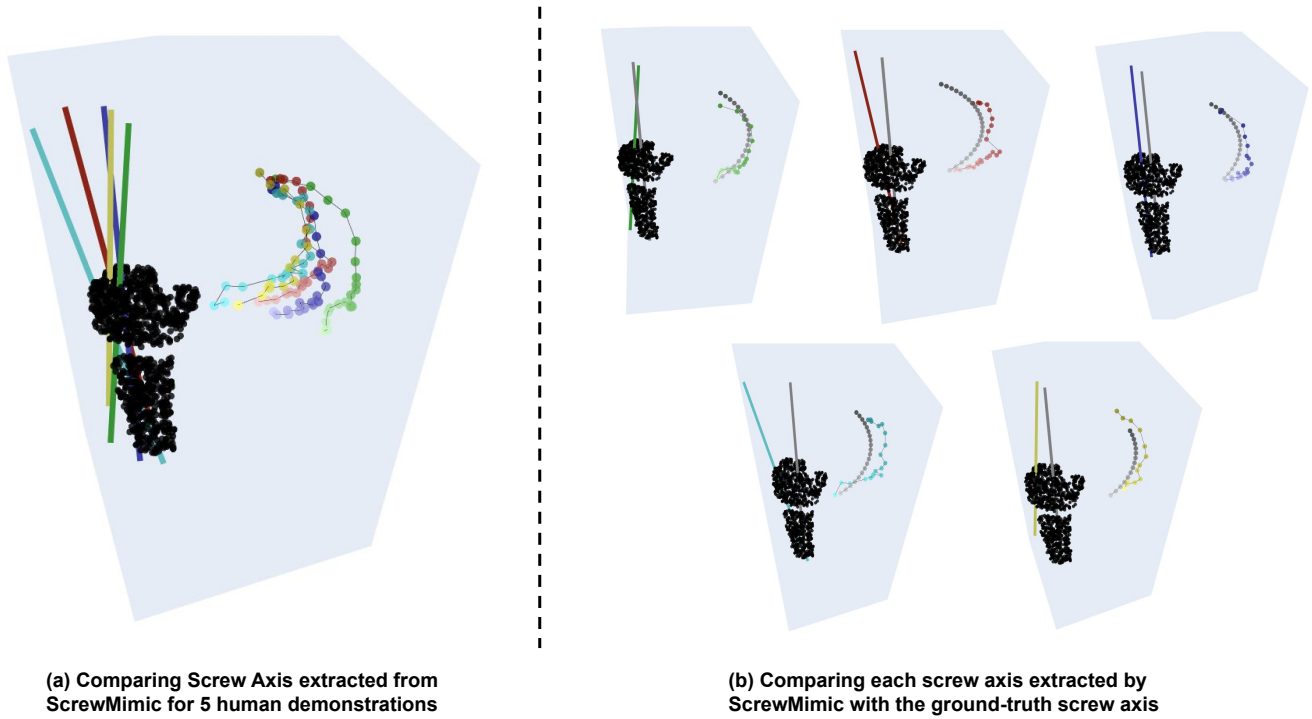 (a) Comparing Screw Axis extracted from
ScrewMimic for 5 human demonstrations
(b) Comparing each screw axis extracted by
ScrewMimic with the ground-truth screw axis